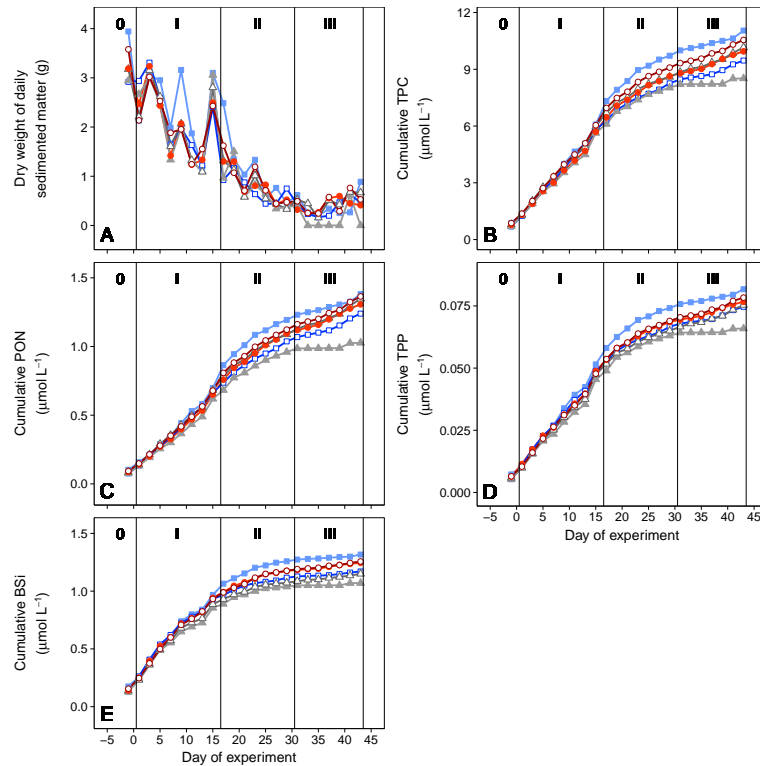 0 I II III
Dry weight of daily
sedimented matter (g)
4
3
2
1
0
A
0 I II III
Cumulative TPC
(µmol L⁻¹)
12
9
6
3
0
B
0 I II III
Cumulative PON
(µmol L⁻¹)
1.5
1.0
0.5
0.0
C
0 I II III
Cumulative TPP
(µmol L⁻¹)
0.075
0.050
0.025
0.000
D
−5 0 5 10 15 20 25 30 35 40 45
Day of experiment
0 I II III
Cumulative BSi
(µmol L⁻¹)
1.5
1.0
0.5
0.0
E
−5 0 5 10 15 20 25 30 35 40 45
Day of experiment